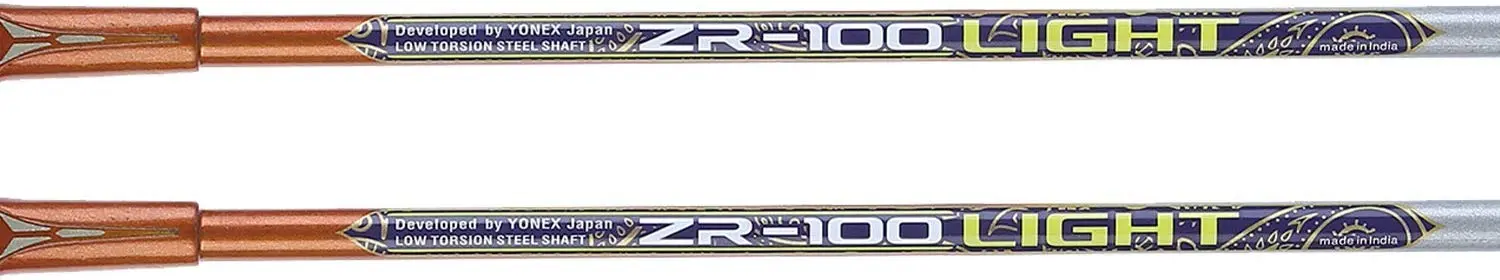 Developed by YONEX Japan
LOW TORSION STEEL SHAFT
ZR-100 LIGHT
made in India
Developed by YONEX Japan
LOW TORSION STEEL SHAFT
ZR-100 LIGHT
made in India